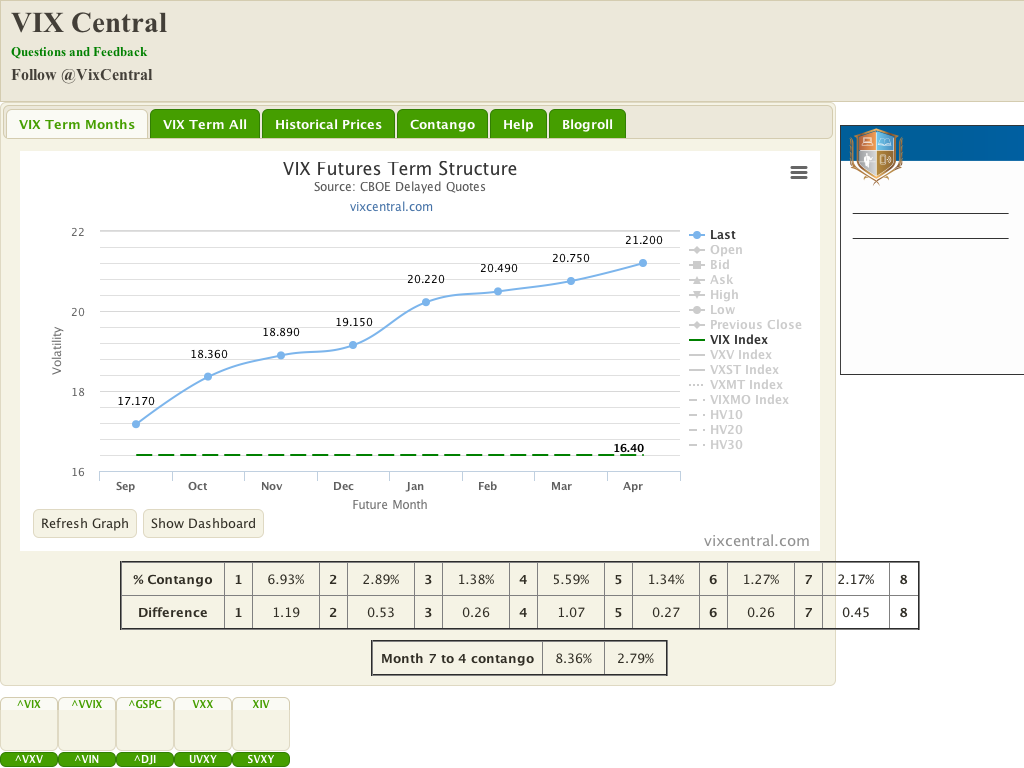 VIX Central
Questions and Feedback
Follow @VixCentral
VIX Term Months VIX Term All Historical Prices Contango Help Blogroll
VIX Futures Term Structure
Source: CBOE Delayed Quotes
vixcentral.com
Volatility
22
20
18
16
17.170
18.360
18.890
19.150
20.220
20.490
20.750
21.200
16.40
Sep Oct Nov Dec Jan Feb Mar Apr
Future Month
Last
Open
Bid
Ask
High
Low
Previous Close
VIX Index
VXV Index
VXST Index
VXMT Index
VIXMO Index
HV10
HV20
HV30
Refresh Graph Show Dashboard
vixcentral.com
% Contango 1 6.93% 2 2.89% 3 1.38% 4 5.59% 5 1.34% 6 1.27% 7 2.17% 8
Difference 1 1.19 2 0.53 3 0.26 4 1.07 5 0.27 6 0.26 7 0.45 8
Month 7 to 4 contango 8.36% 2.79%
^VIX ^VVIX ^GSPC VXX XIV
^VXV ^VIN ^DJI UVXY SVXY